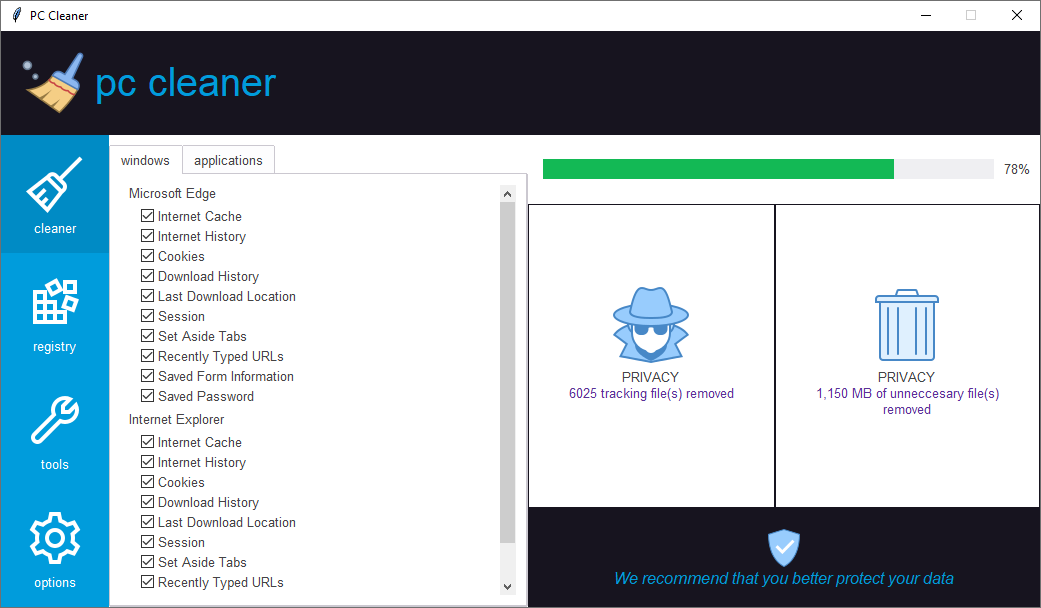 PC Cleaner
pc cleaner
cleaner
registry
tools
options
windows
applications
Microsoft Edge
Internet Cache
Internet History
Cookies
Download History
Last Download Location
Session
Set Aside Tabs
Recently Typed URLs
Saved Form Information
Saved Password
Internet Explorer
Internet Cache
Internet History
Cookies
Download History
Last Download Location
Session
Set Aside Tabs
Recently Typed URLs
78%
PRIVACY
6025 tracking file(s) removed
PRIVACY
1,150 MB of unneccesary file(s)
removed
We recommend that you better protect your data